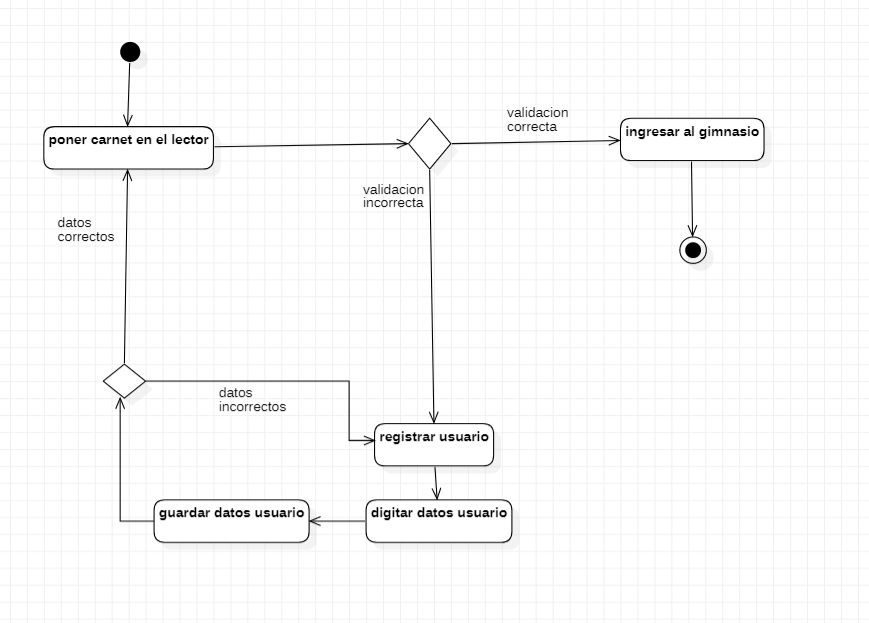 poner carnet en el lector
validacion
correcta
ingresar al gimnasio
validacion
incorrecta
datos
correctos
datos
incorrectos
registrar usuario
digitar datos usuario
guardar datos usuario